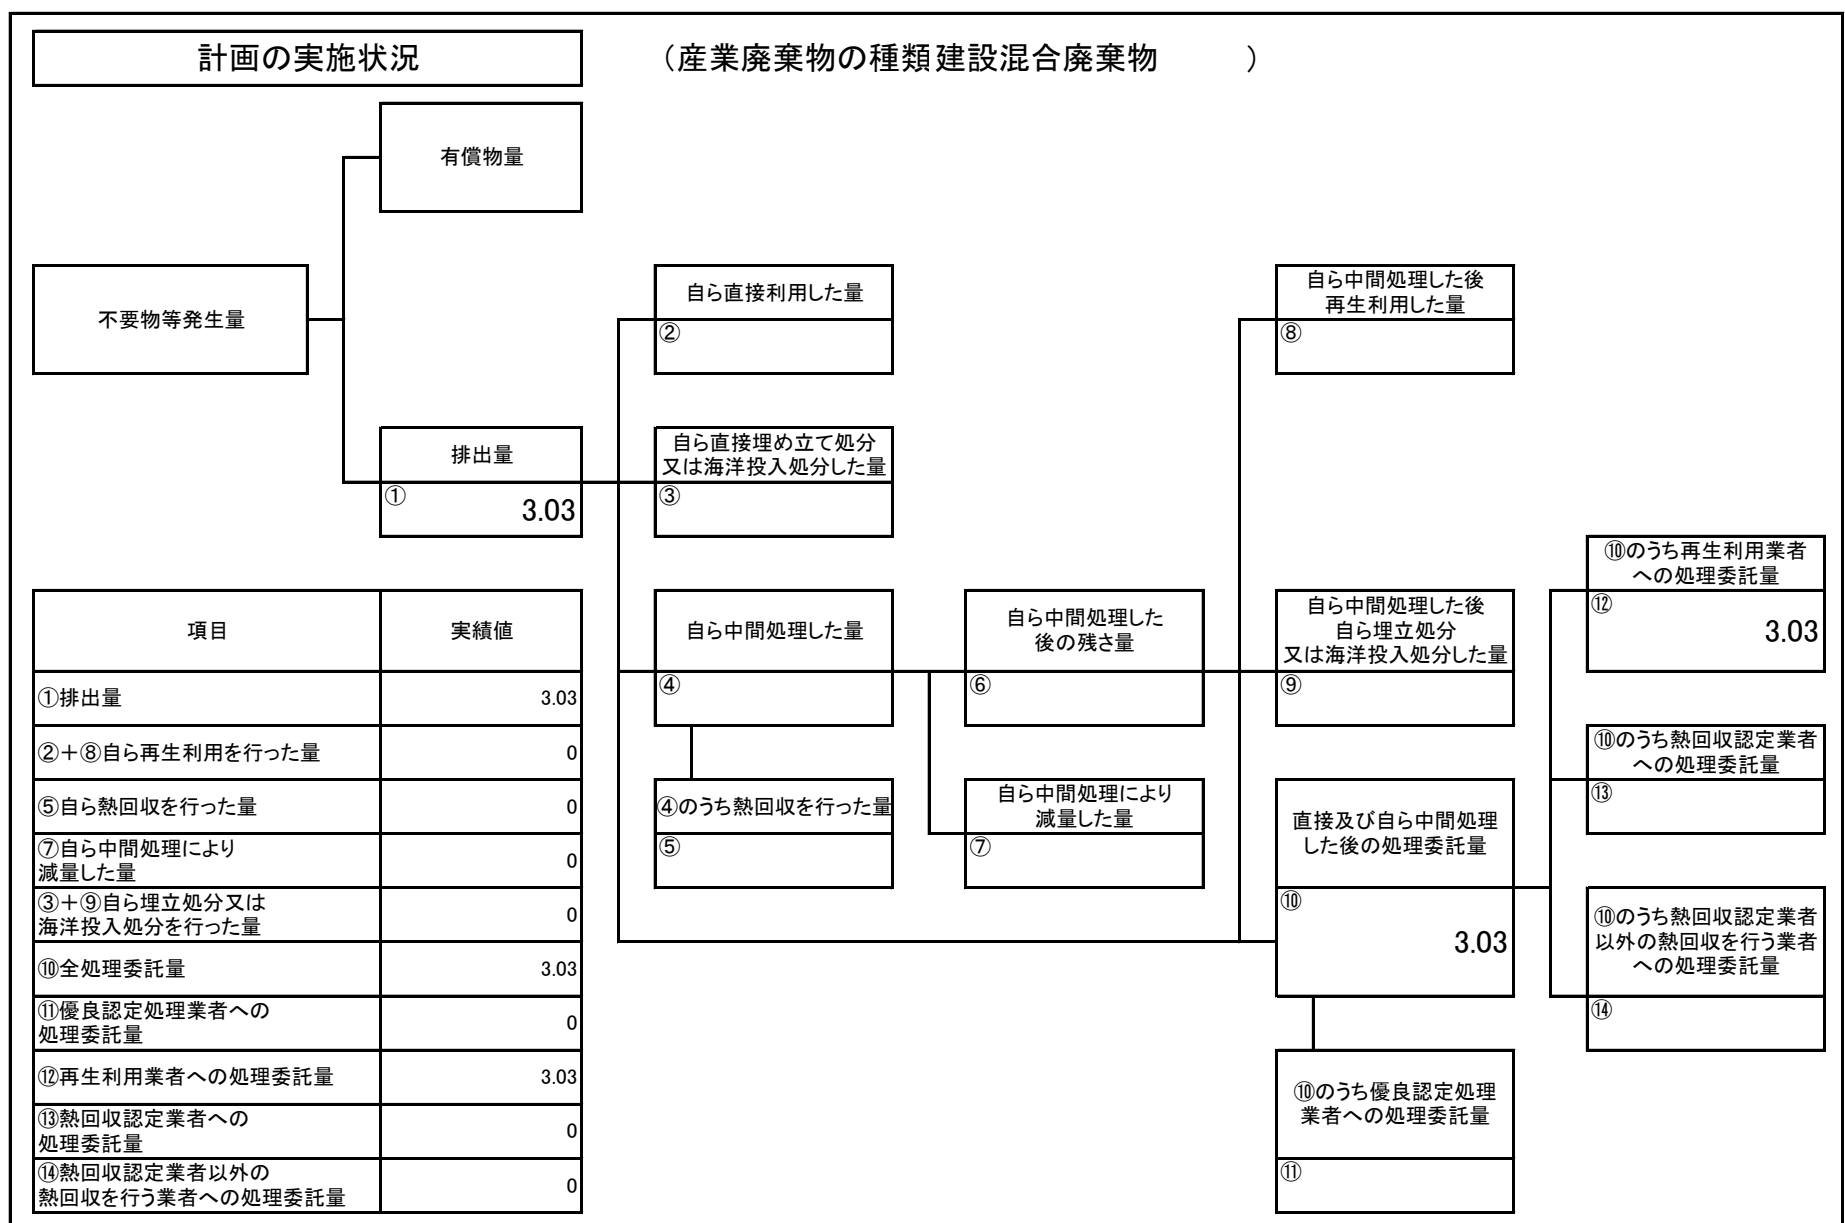 計画の実施状況
（産業廃棄物の種類建設混合廃棄物　　　）
有償物量
不要物等発生量
自ら直接利用した量
②
自ら中間処理した後
再生利用した量
⑧
排出量
① 3.03
自ら直接埋め立て処分
又は海洋投入処分した量
③
⑩のうち再生利用業者
への処理委託量
⑫
3.03
自ら中間処理した量
④
自ら中間処理した
後の残さ量
⑥
自ら中間処理した後
自ら埋立処分
又は海洋投入処分した量
⑨
⑩のうち熱回収認定業者
への処理委託量
⑬
④のうち熱回収を行った量
⑤
自ら中間処理により
減量した量
⑦
直接及び自ら中間処理
した後の処理委託量
⑩
3.03
⑩のうち熱回収認定業者
以外の熱回収を行う業者
への処理委託量
⑭
⑩のうち優良認定処理
業者への処理委託量
⑪
項目 実績値
①排出量 3.03
②＋⑧自ら再生利用を行った量 0
⑤自ら熱回収を行った量 0
⑦自ら中間処理により
減量した量 0
③＋⑨自ら埋立処分又は
海洋投入処分を行った量 0
⑩全処理委託量 3.03
⑪優良認定処理業者への
処理委託量 0
⑫再生利用業者への処理委託量 3.03
⑬熱回収認定業者への
処理委託量 0
⑭熱回収認定業者以外の
熱回収を行う業者への処理委託量 0